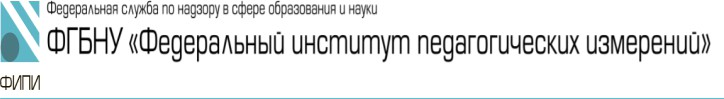 Федеральная служба по надзору в сфере образования и науки
ФГБНУ «Федеральный институт педагогических измерений»
ФИПИ